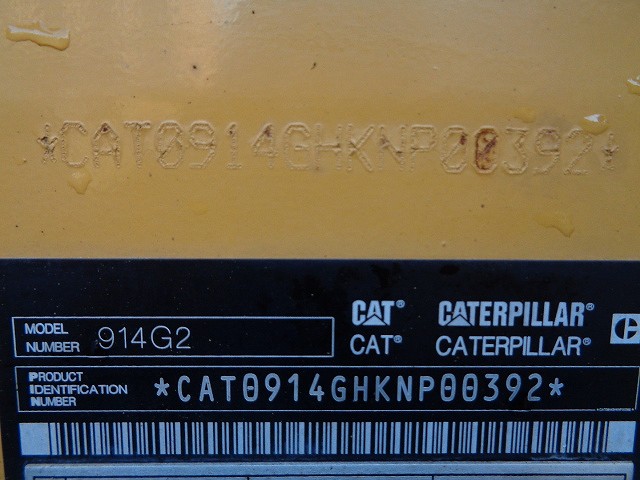 *CAT0914GHKNP00392*
CAT® CATERPILLAR®
MODEL NUMBER 914G2
CAT® CATERPILLAR®
PRODUCT IDENTIFICATION NUMBER *CAT0914GHKNP00392*